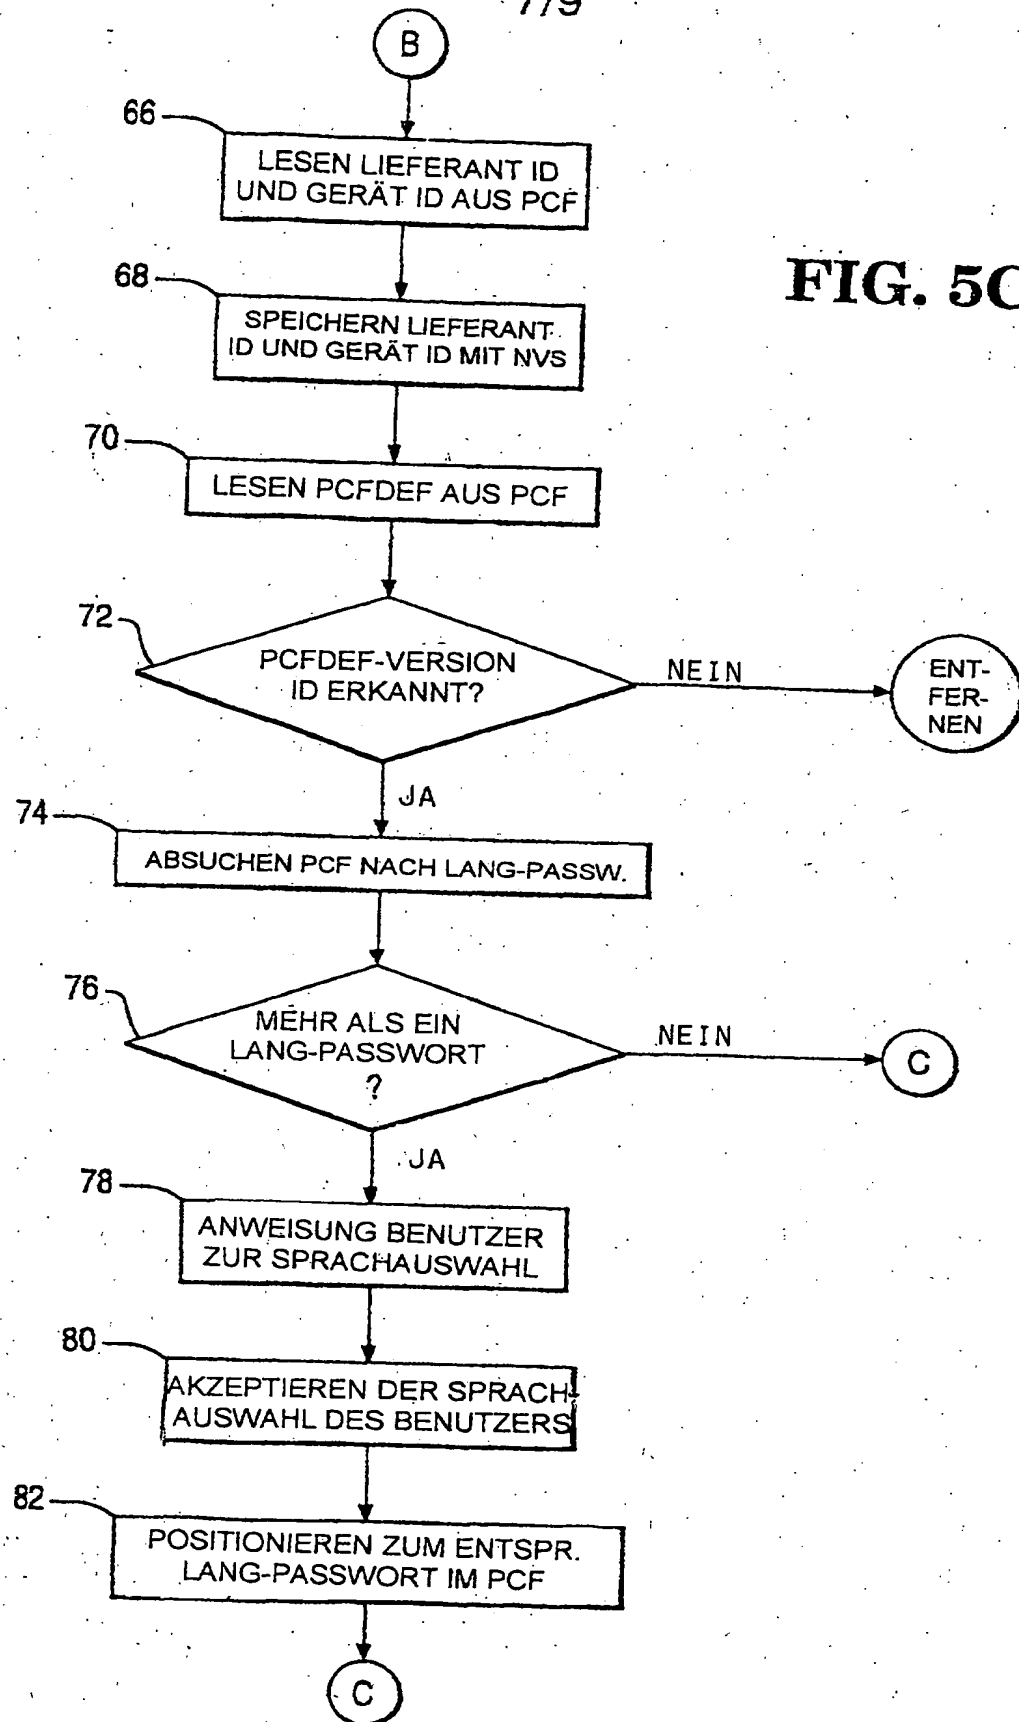 7/9
B
66
LESEN LIEFERANT ID
UND GERÄT ID AUS PCF
FIG. 5C
68
SPEICHERN LIEFERANT
ID UND GERÄT ID MIT NVS
70
LESEN PCFDEF AUS PCF
72
PCFDEF-VERSION
ID ERKANNT?
NEIN
ENT-
FER-
NEN
JA
74
ABSUCHEN PCF NACH LANG-PASSW.
76
MEHR ALS EIN
LANG-PASSWORT
?
NEIN
C
JA
78
ANWEISUNG BENUTZER
ZUR SPRACHAUSWAHL
80
AKZEPTIEREN DER SPRACH-
AUSWAHL DES BENUTZERS
82
POSITIONIEREN ZUM ENTSPR.
LANG-PASSWORT IM PCF
C